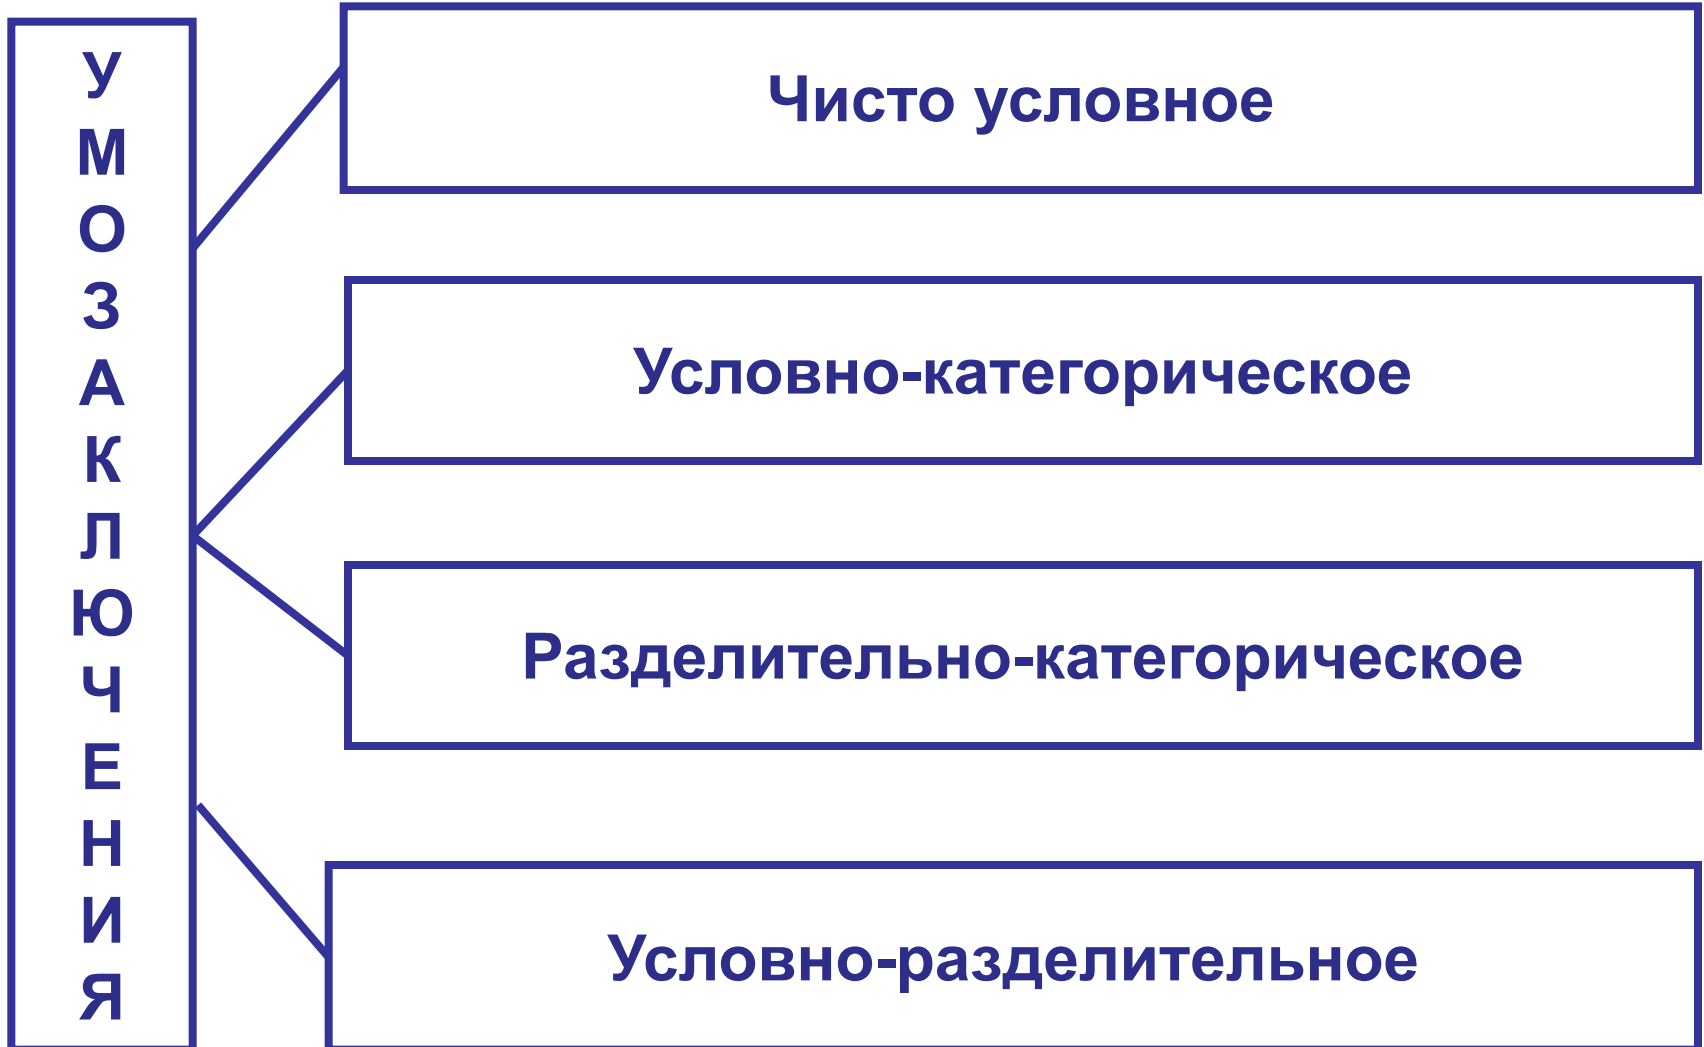 УМОЗАКЛЮЧЕНИЯ
Чисто условное
Условно-категорическое
Разделительно-категорическое
Условно-разделительное